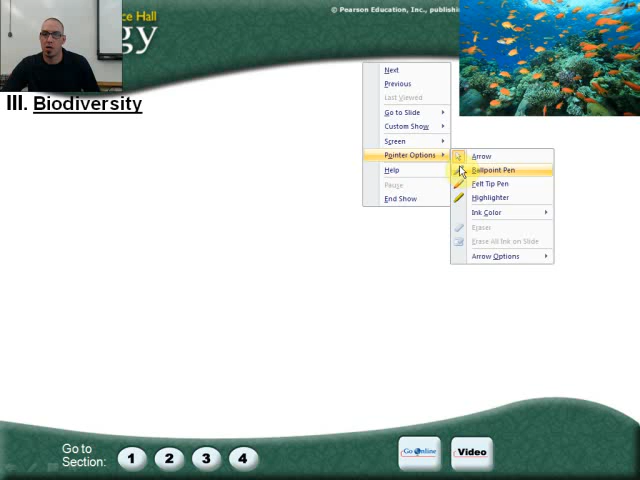 ce Hall
gy
© Pearson Education, Inc., publishing
III. Biodiversity
Next
Previous
Last Viewed
Go to Slide
Custom Show
Screen
Pointer Options
Help
Pause
End Show
Arrow
Ballpoint Pen
Felt Tip Pen
Highlighter
Ink Color
Eraser
Erase All Ink on Slide
Arrow Options
Go to
Section:
1 2 3 4
Go Online
Video